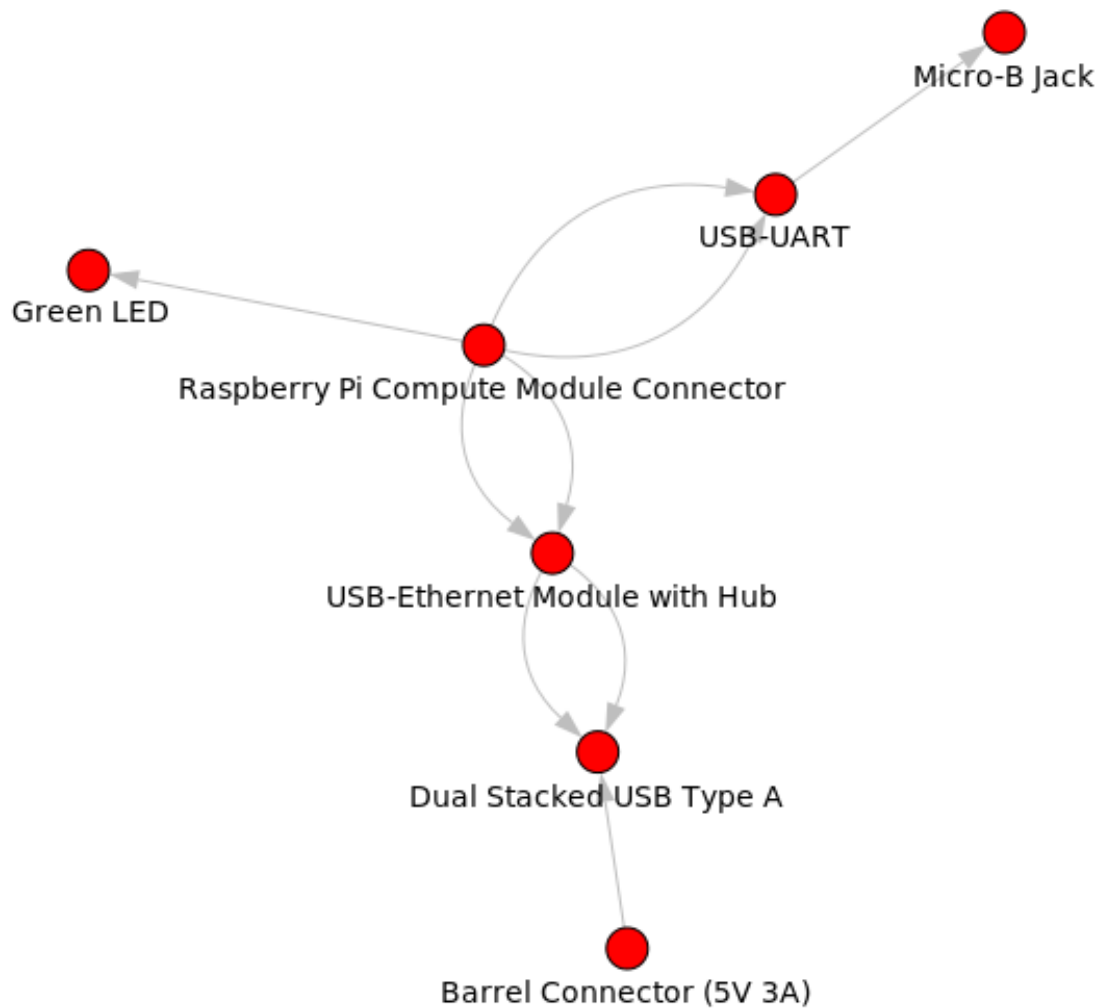 Micro-B Jack
USB-UART
Green LED
Raspberry Pi Compute Module Connector
USB-Ethernet Module with Hub
Dual Stacked USB Type A
Barrel Connector (5V 3A)